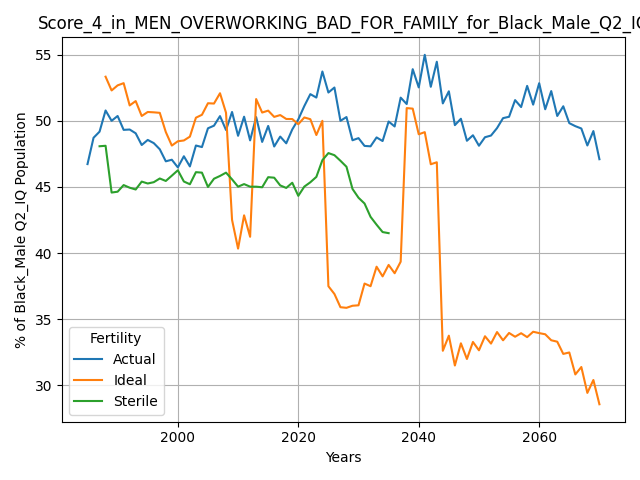 Score_4_in_MEN_OVERWORKING_BAD_FOR_FAMILY_for_Black_Male_Q2_IQ
55
50
45
40
35
30
% of Black_Male Q2_IQ Population
Fertility
Actual
Ideal
Sterile
2000
2020
2040
2060
Years